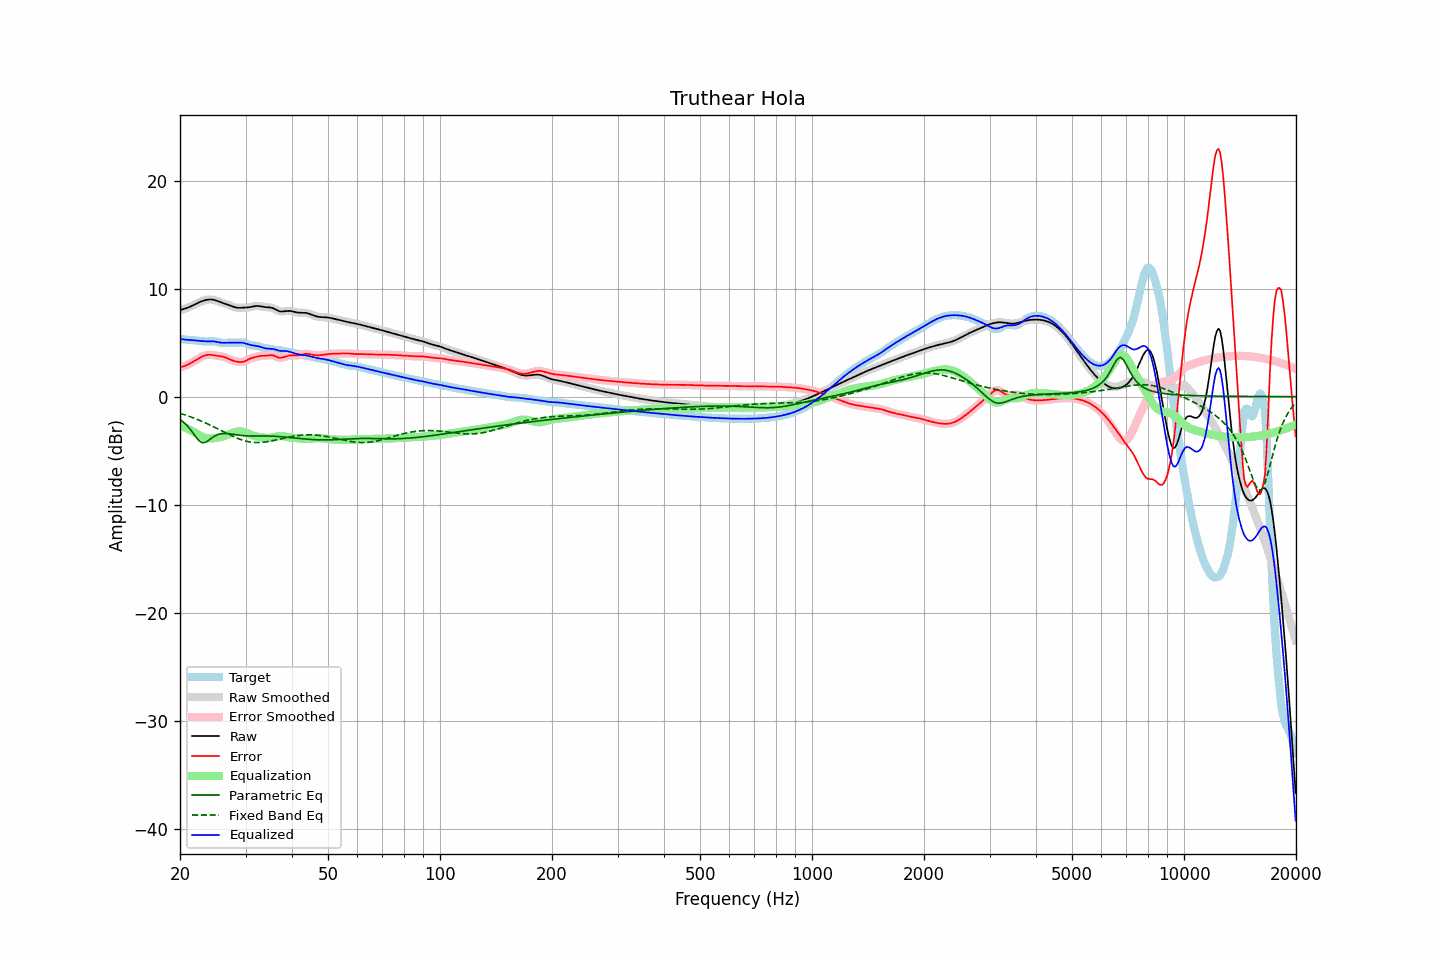 Truthear Hola
Amplitude (dBr)
20
10
0
−10
−20
−30
−40
Target
Raw Smoothed
Error Smoothed
Raw
Error
Equalization
Parametric Eq
Fixed Band Eq
Equalized
20 50 100 200 500 1000 2000 5000 10000 20000
Frequency (Hz)